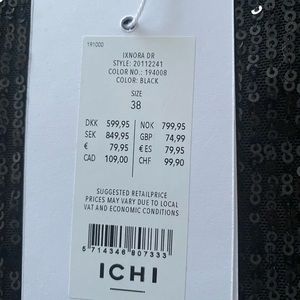 191000
IXNORA DR
STYLE: 20112241
COLOR NO.: 194008
COLOR: BLACK
SIZE
38
DKK 599,95 NOK 799,95
SEK 849,95 GBP 74,99
€ 79,95 € ES 79,95
CAD 109,00 CHF 99,90
SUGGESTED RETAILPRICE
PRICES MAY VARY DUE TO LOCAL
VAT AND ECONOMIC CONDITIONS
5 714346 807333
ICHI